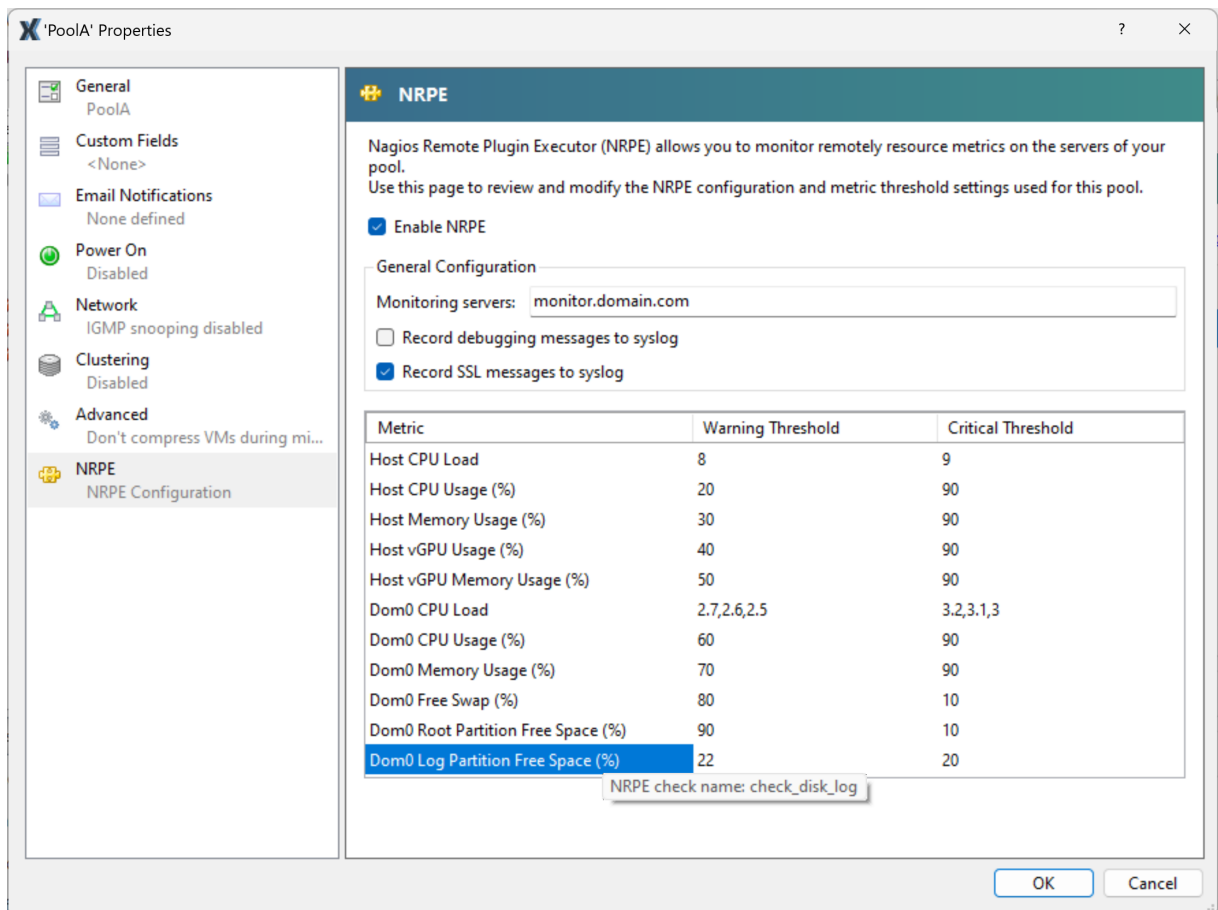 'PoolA' Properties
?
General
PoolA
Custom Fields
<None>
Email Notifications
None defined
Power On
Disabled
Network
IGMP snooping disabled
Clustering
Disabled
Advanced
Don't compress VMs during mi...
NRPE
NRPE Configuration
NRPE
Nagios Remote Plugin Executor (NRPE) allows you to monitor remotely resource metrics on the servers of your
pool.
Use this page to review and modify the NRPE configuration and metric threshold settings used for this pool.
Enable NRPE
General Configuration
Monitoring servers: monitor.domain.com
Record debugging messages to syslog
Record SSL messages to syslog
Metric Warning Threshold Critical Threshold
Host CPU Load 8 9
Host CPU Usage (%) 20 90
Host Memory Usage (%) 30 90
Host vGPU Usage (%) 40 90
Host vGPU Memory Usage (%) 50 90
Dom0 CPU Load 2.7,2.6,2.5 3.2,3.1,3
Dom0 CPU Usage (%) 60 90
Dom0 Memory Usage (%) 70 90
Dom0 Free Swap (%) 80 10
Dom0 Root Partition Free Space (%) 90 10
Dom0 Log Partition Free Space (%) 22 20
NRPE check name: check_disk_log
OK Cancel